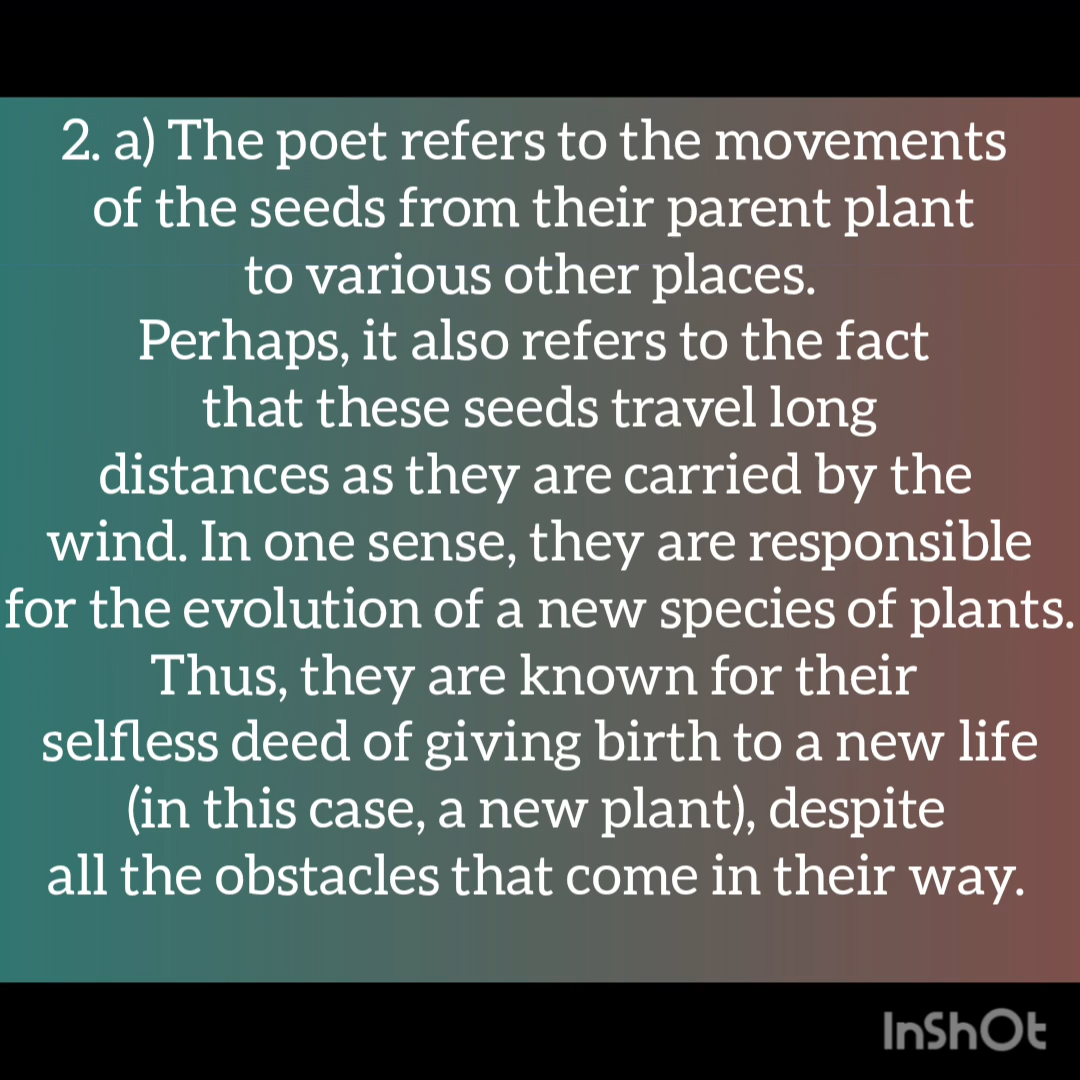 2. a) The poet refers to the movements
of the seeds from their parent plant
to various other places.
Perhaps, it also refers to the fact
that these seeds travel long
distances as they are carried by the
wind. In one sense, they are responsible
for the evolution of a new species of plants.
Thus, they are known for their
selfless deed of giving birth to a new life
(in this case, a new plant), despite
all the obstacles that come in their way.
InShOt